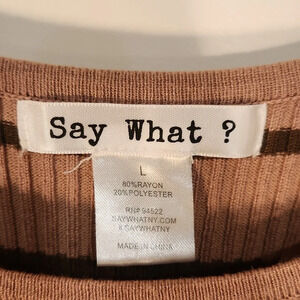 Say What ?
L
80%RAYON
20%POLYESTER
RN# 94522
SAYWHATNY.COM
# SAYWHATNY
MADE IN CHINA